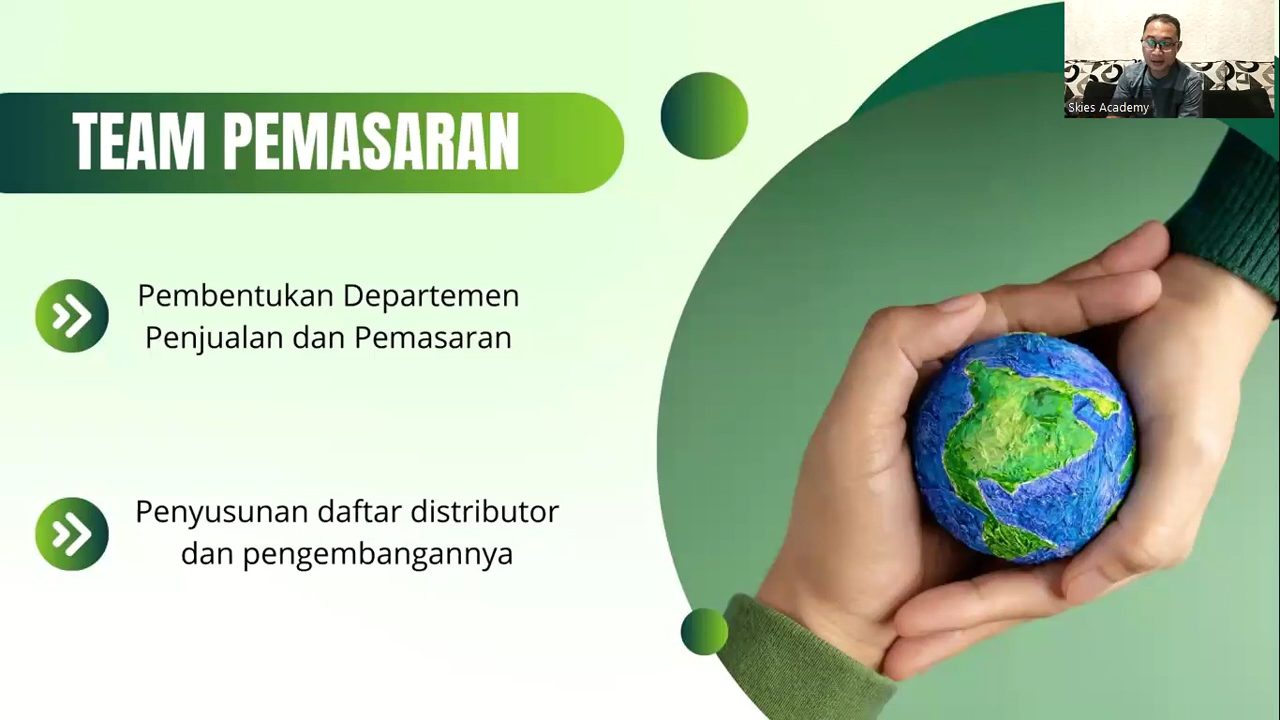 TEAM PEMASARAN
Pembentukan Departemen
Penjualan dan Pemasaran
Penyusunan daftar distributor
dan pengembangannya
Skies Academy